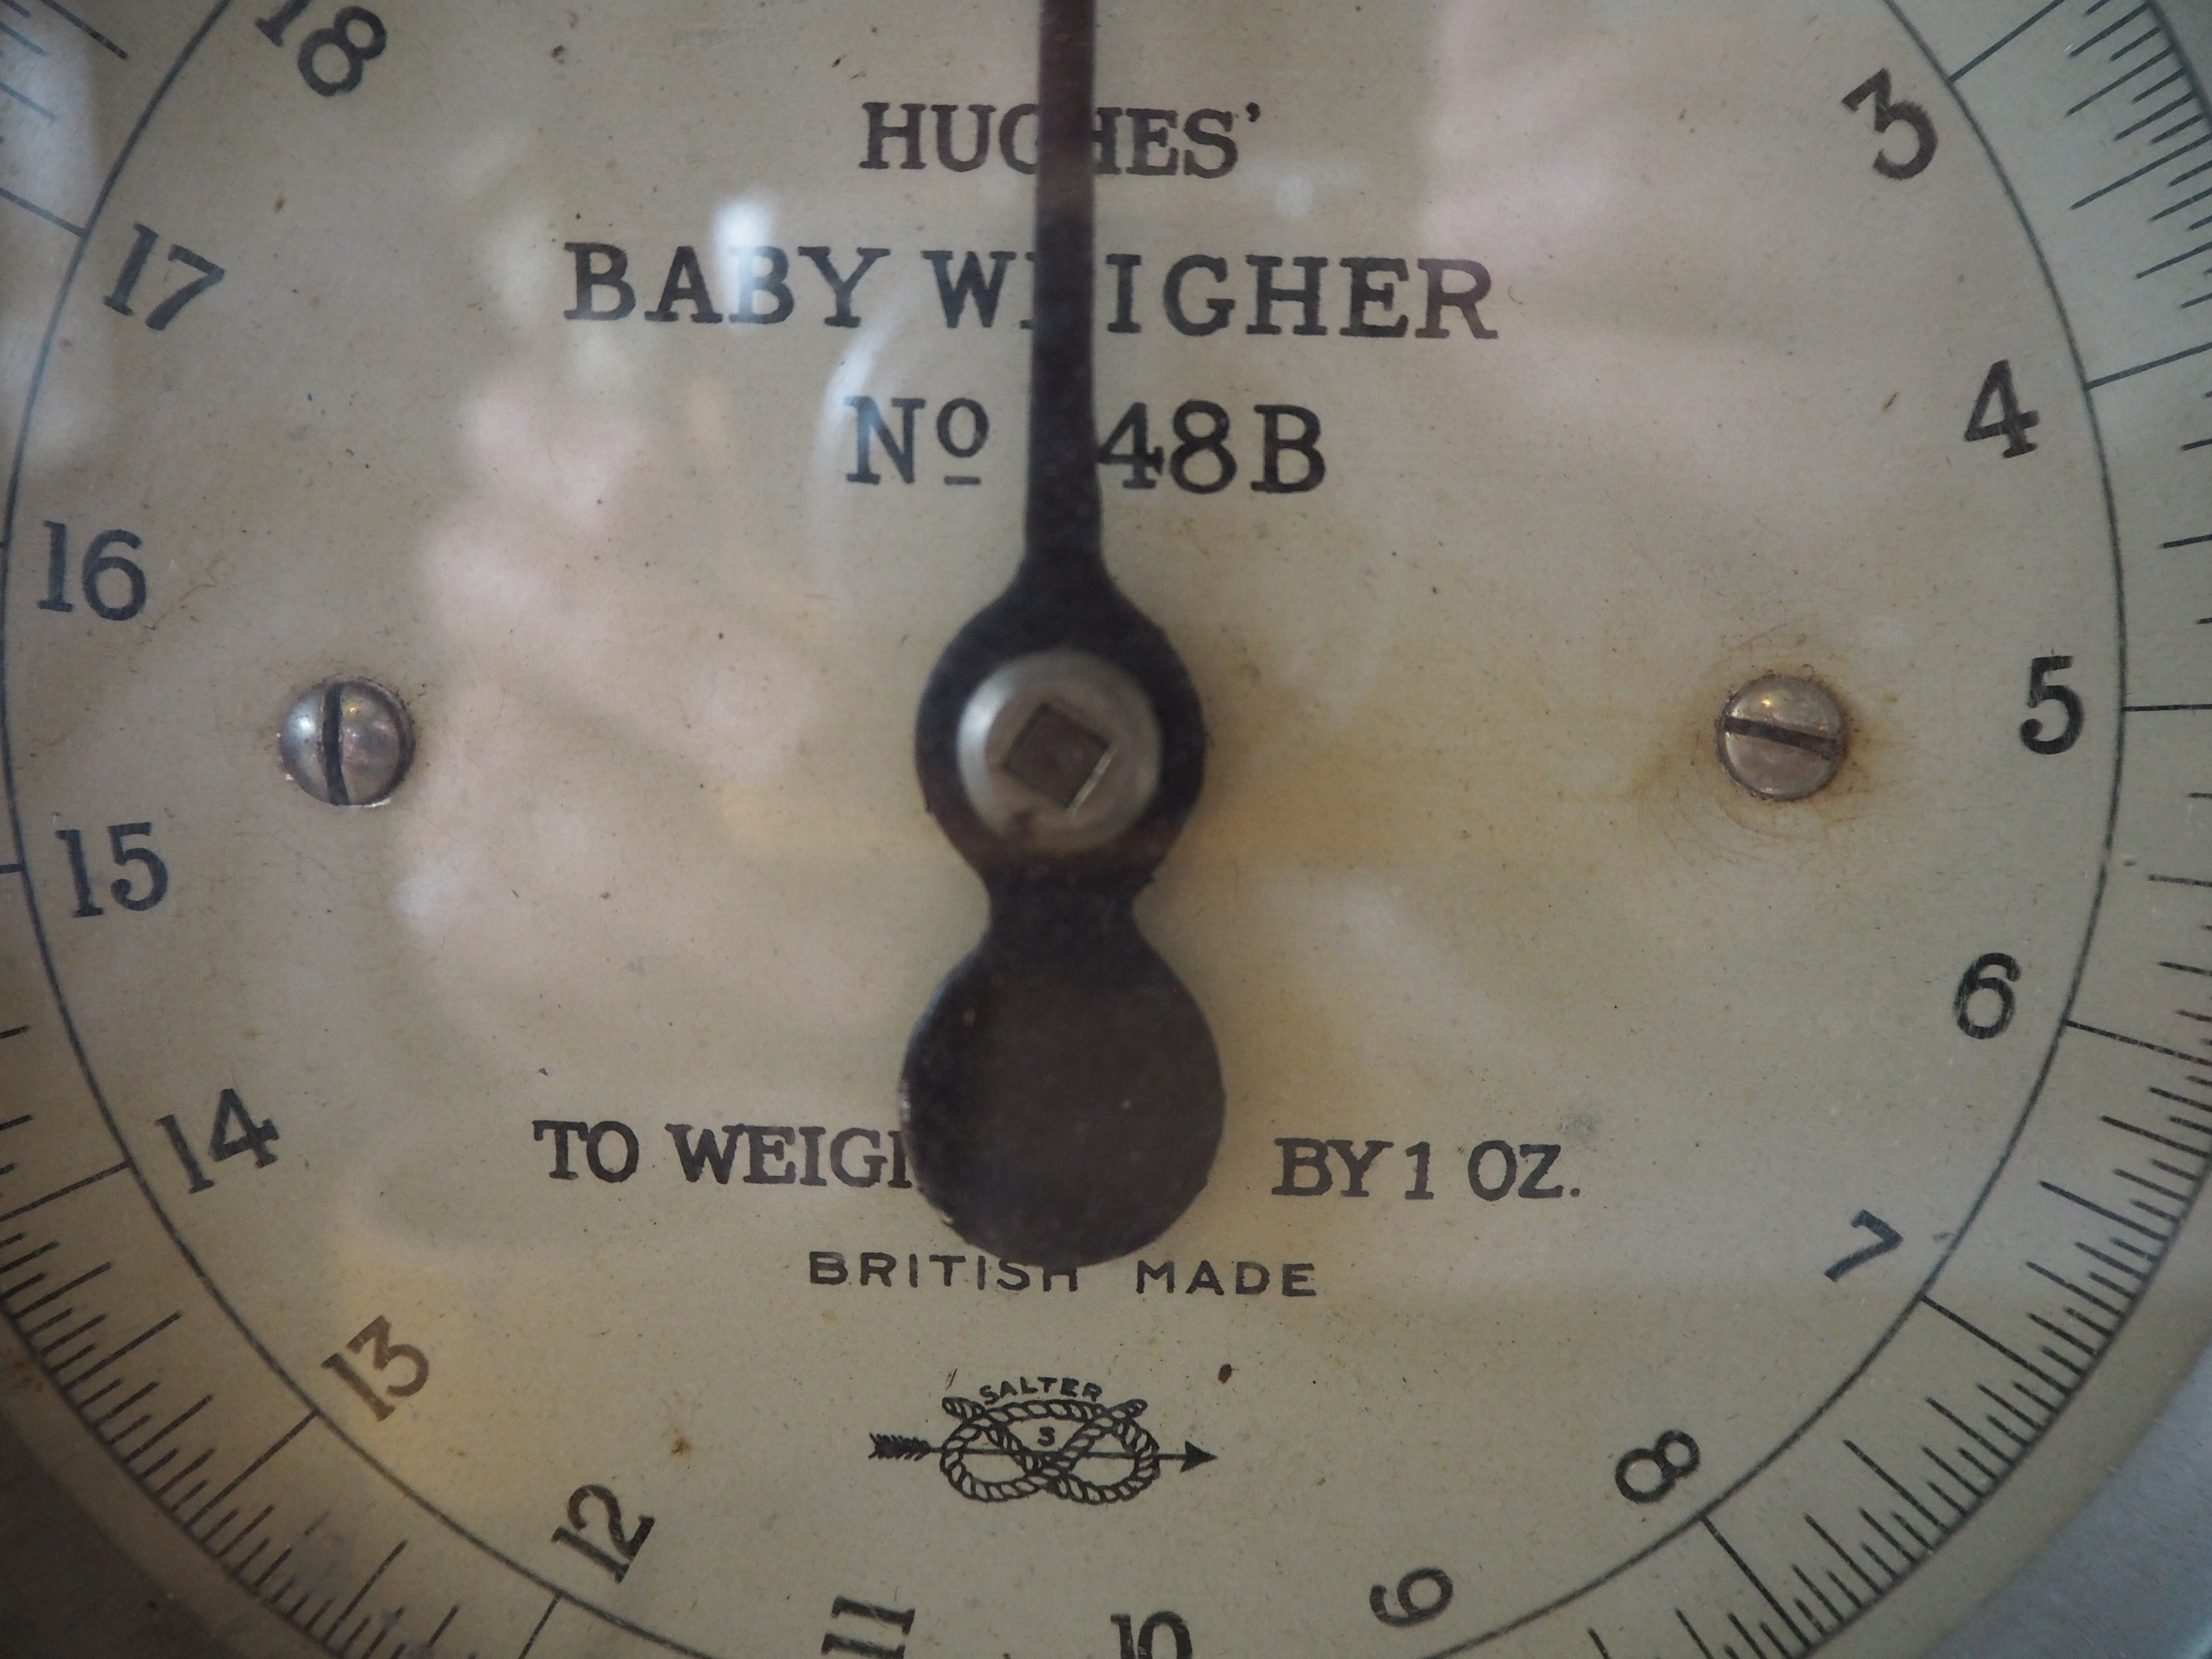 HUGHES'
BABY WEIGHER
Nº 48B
TO WEIGH BY 1 OZ.
BRITISH MADE
SALTER
S
3
4
5
6
7
8
9
10
11
12
13
14
15
16
17
18